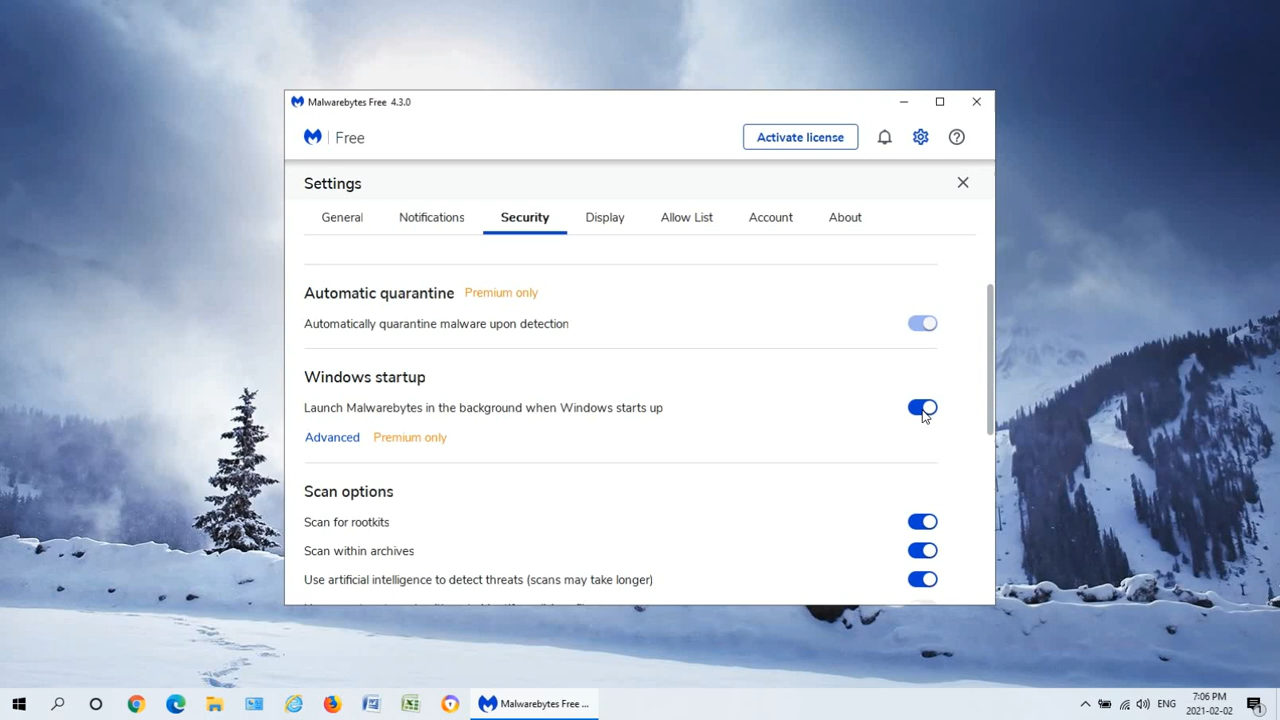 Malwarebytes Free 4.3.0
Free
Activate license
Settings
General Notifications Security Display Allow List Account About
Automatic quarantine Premium only
Automatically quarantine malware upon detection
Windows startup
Launch Malwarebytes in the background when Windows starts up
Advanced Premium only
Scan options
Scan for rootkits
Scan within archives
Use artificial intelligence to detect threats (scans may take longer)
Malwarebytes Free ...
ENG
7:06 PM
2021-02-02
1